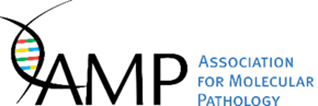 AMP
ASSOCIATION
FOR MOLECULAR
PATHOLOGY